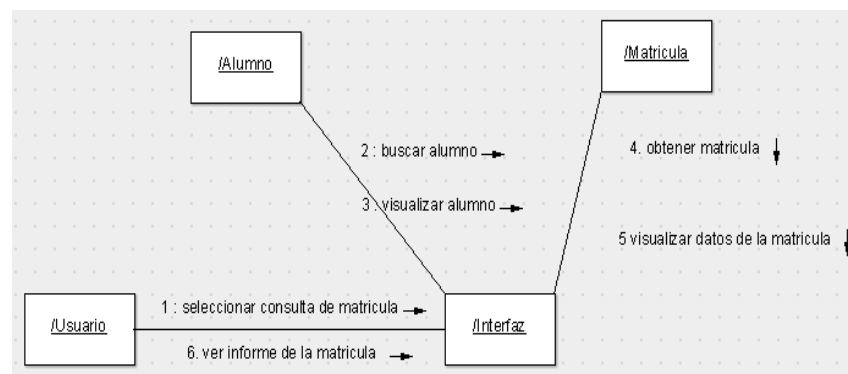 /Alumno
/Matricula
2 : buscar alumno
4. obtener matricula
3 : visualizar alumno
5 visualizar datos de la matricula
1 : seleccionar consulta de matricula
/Usuario
/Interfaz
6. ver informe de la matricula